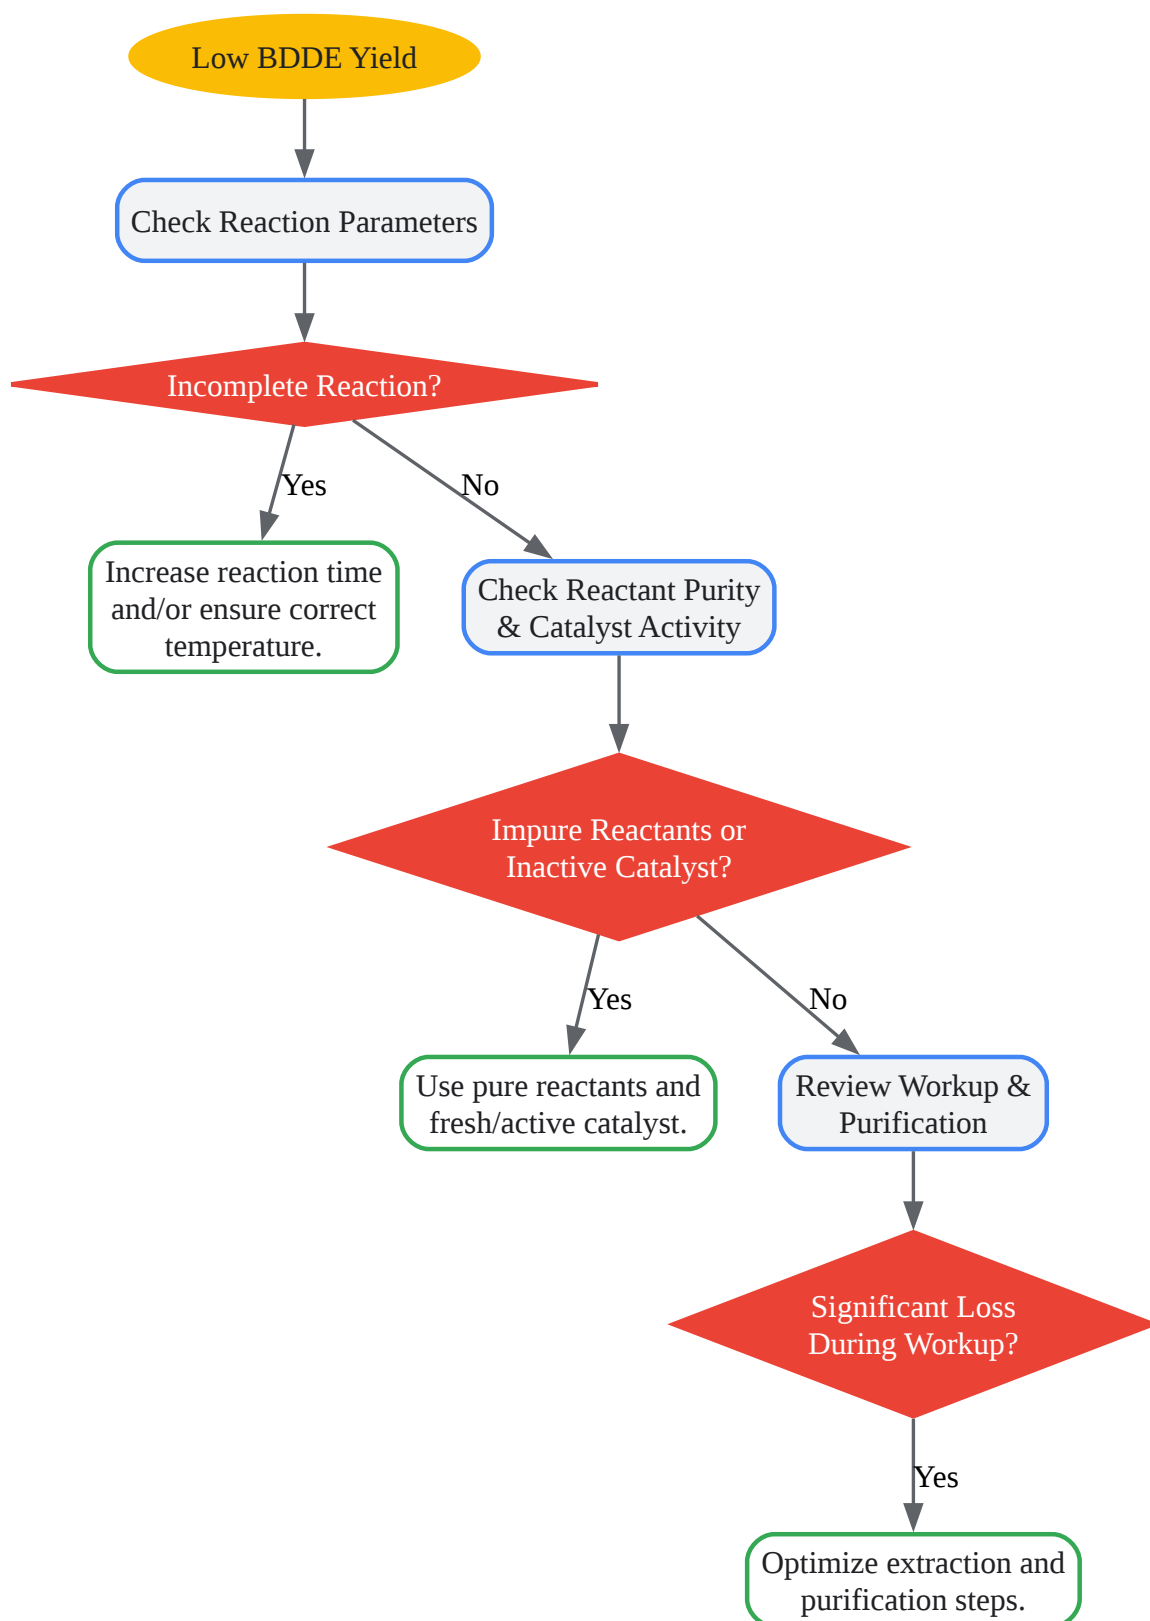 Low BDDE Yield
Check Reaction Parameters
Incomplete Reaction?
Yes
No
Increase reaction time
and/or ensure correct
temperature.
Check Reactant Purity
& Catalyst Activity
Impure Reactants or
Inactive Catalyst?
Yes
No
Use pure reactants and
fresh/active catalyst.
Review Workup &
Purification
Significant Loss
During Workup?
Yes
Optimize extraction and
purification steps.